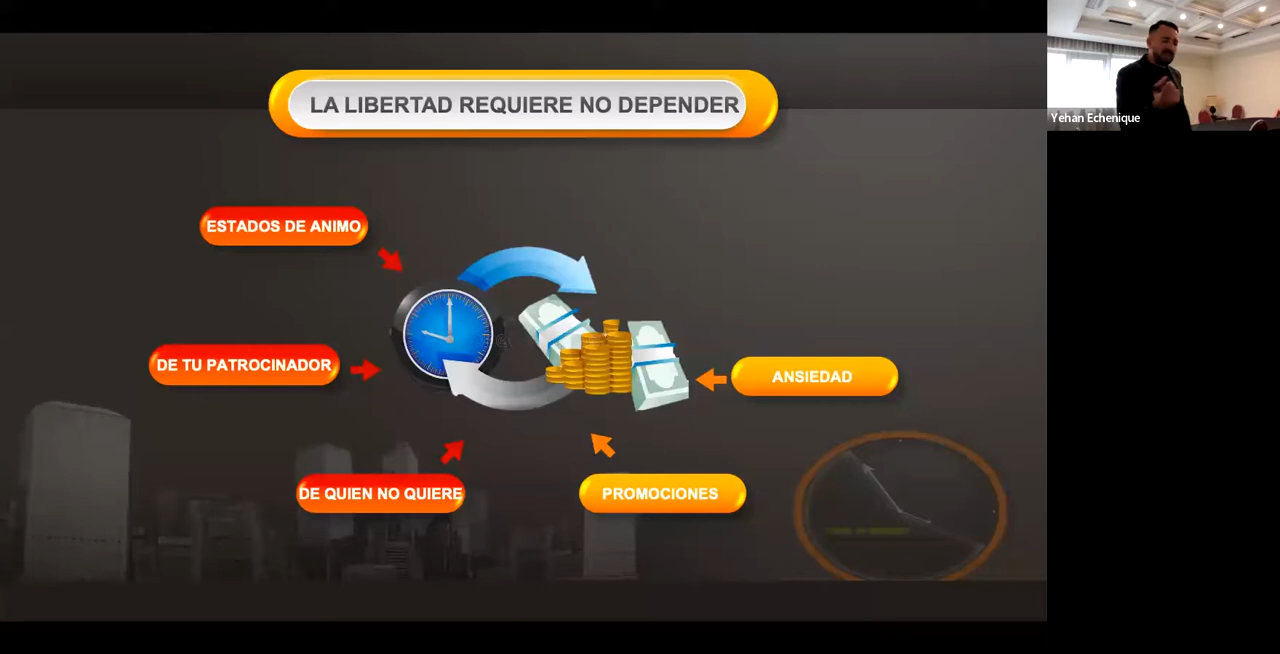 LA LIBERTAD REQUIERE NO DEPENDER
Yehan Echenique
ESTADOS DE ANIMO
DE TU PATROCINADOR
ANSIEDAD
DE QUIEN NO QUIERE
PROMOCIONES